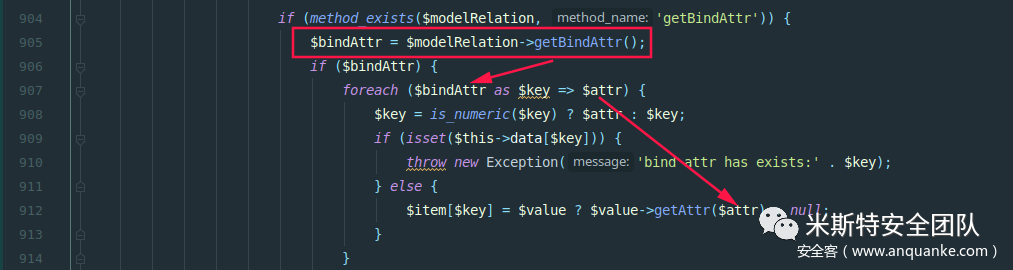 904 if (method_exists($modelRelation, method_name: 'getBindAttr')) {
905 $bindAttr = $modelRelation->getBindAttr();
906 if ($bindAttr) {
907 foreach ($bindAttr as $key => $attr) {
908 $key = is_numeric($key) ? $attr : $key;
909 if (isset($this->data[$key])) {
910 throw new Exception( message: 'bind attr has exists:' . $key);
911 } else {
912 $item[$key] = $value ? $value->getAttr($attr) null;
913 }
914 }
米斯特安全团队
安全客（www.anquanke.com）